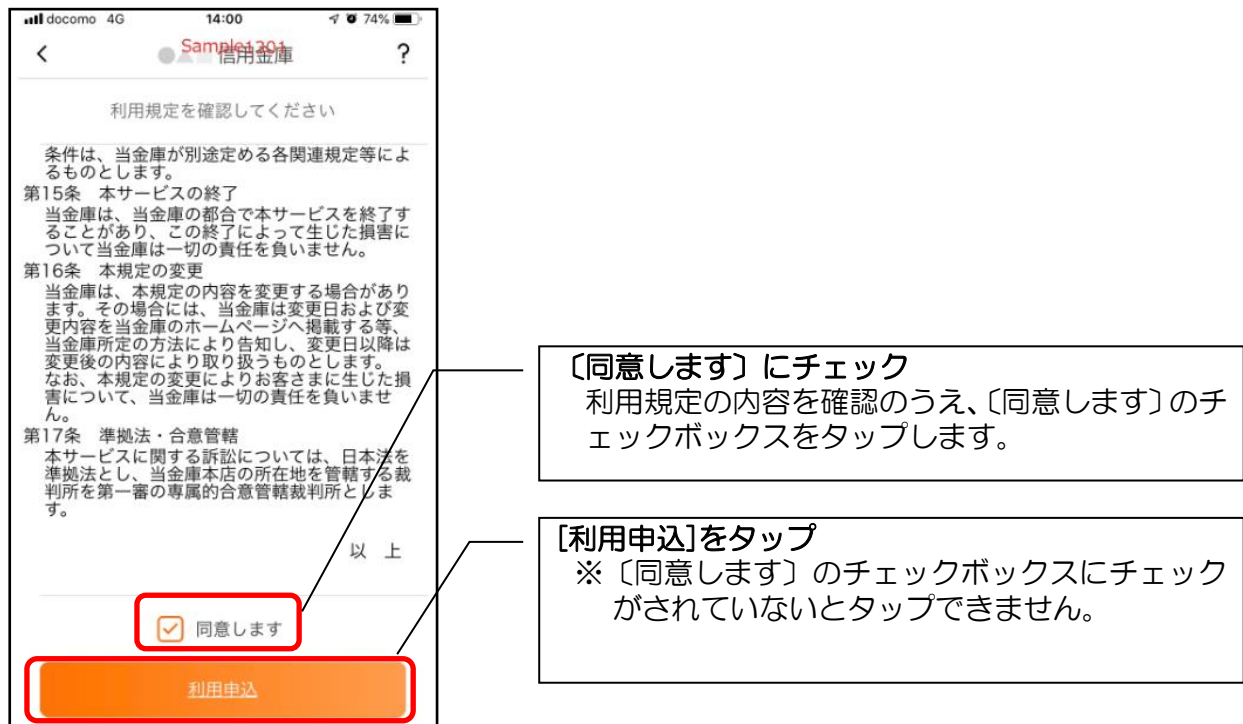 docomo 4G 14:00 74%
Sample1201
信用金庫 ?
利用規定を確認してください
条件は、当金庫が別途定める各関連規定等によ
るものとします。
第15条 本サービスの終了
当金庫は、当金庫の都合で本サービスを終了す
ることがあり、この終了によって生じた損害に
ついて当金庫は一切の責任を負いません。
第16条 本規定の変更
当金庫は、本規定の内容を変更する場合があり
ます。その場合には、当金庫は変更日および変
更内容を当金庫のホームページへ掲載する等、
当金庫所定の方法により告知し、変更日以降は
変更後の内容により取り扱うものとします。
なお、本規定の変更によりお客さまに生じた損
害について、当金庫は一切の責任を負いませ
ん。
第17条 準拠法・合意管轄
本サービスに関する訴訟については、日本法を
準拠法とし、当金庫本店の所在地を管轄する裁
判所を第一審の専属的合意管轄裁判所としま
す。
以 上
同意します
利用申込
〔同意します〕にチェック
利用規定の内容を確認のうえ、〔同意します〕のチ
ェックボックスをタップします。
[利用申込]をタップ
※〔同意します〕のチェックボックスにチェック
がされていないとタップできません。